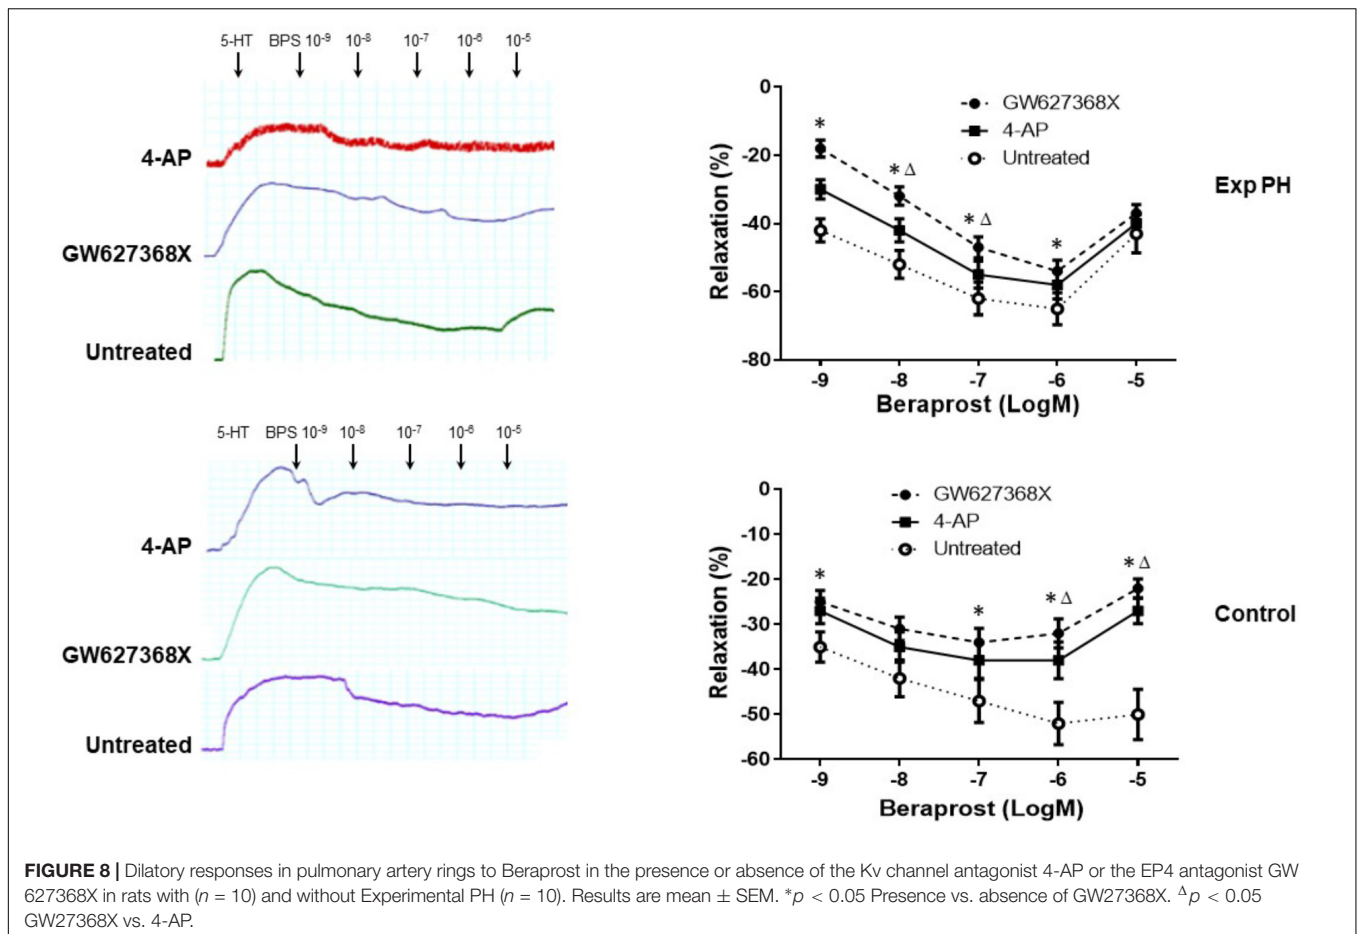 5-HT BPS 10⁻⁹ 10⁻⁸ 10⁻⁷ 10⁻⁶ 10⁻⁵
4-AP
GW627368X
Untreated
0
-20
-40
-60
-80
Relaxation (%)
GW627368X
4-AP
Untreated
*
* Δ
* Δ
*
-9 -8 -7 -6 -5
Beraprost (LogM)
Exp PH
5-HT BPS 10⁻⁹ 10⁻⁸ 10⁻⁷ 10⁻⁶ 10⁻⁵
4-AP
GW627368X
Untreated
0
-10
-20
-30
-40
-50
-60
Relaxation (%)
GW627368X
4-AP
Untreated
*
*
* Δ
* Δ
-9 -8 -7 -6 -5
Beraprost (LogM)
Control
FIGURE 8 | Dilatory responses in pulmonary artery rings to Beraprost in the presence or absence of the Kv channel antagonist 4-AP or the EP4 antagonist GW
627368X in rats with (n = 10) and without Experimental PH (n = 10). Results are mean ± SEM. *p < 0.05 Presence vs. absence of GW27368X. Δp < 0.05
GW27368X vs. 4-AP.